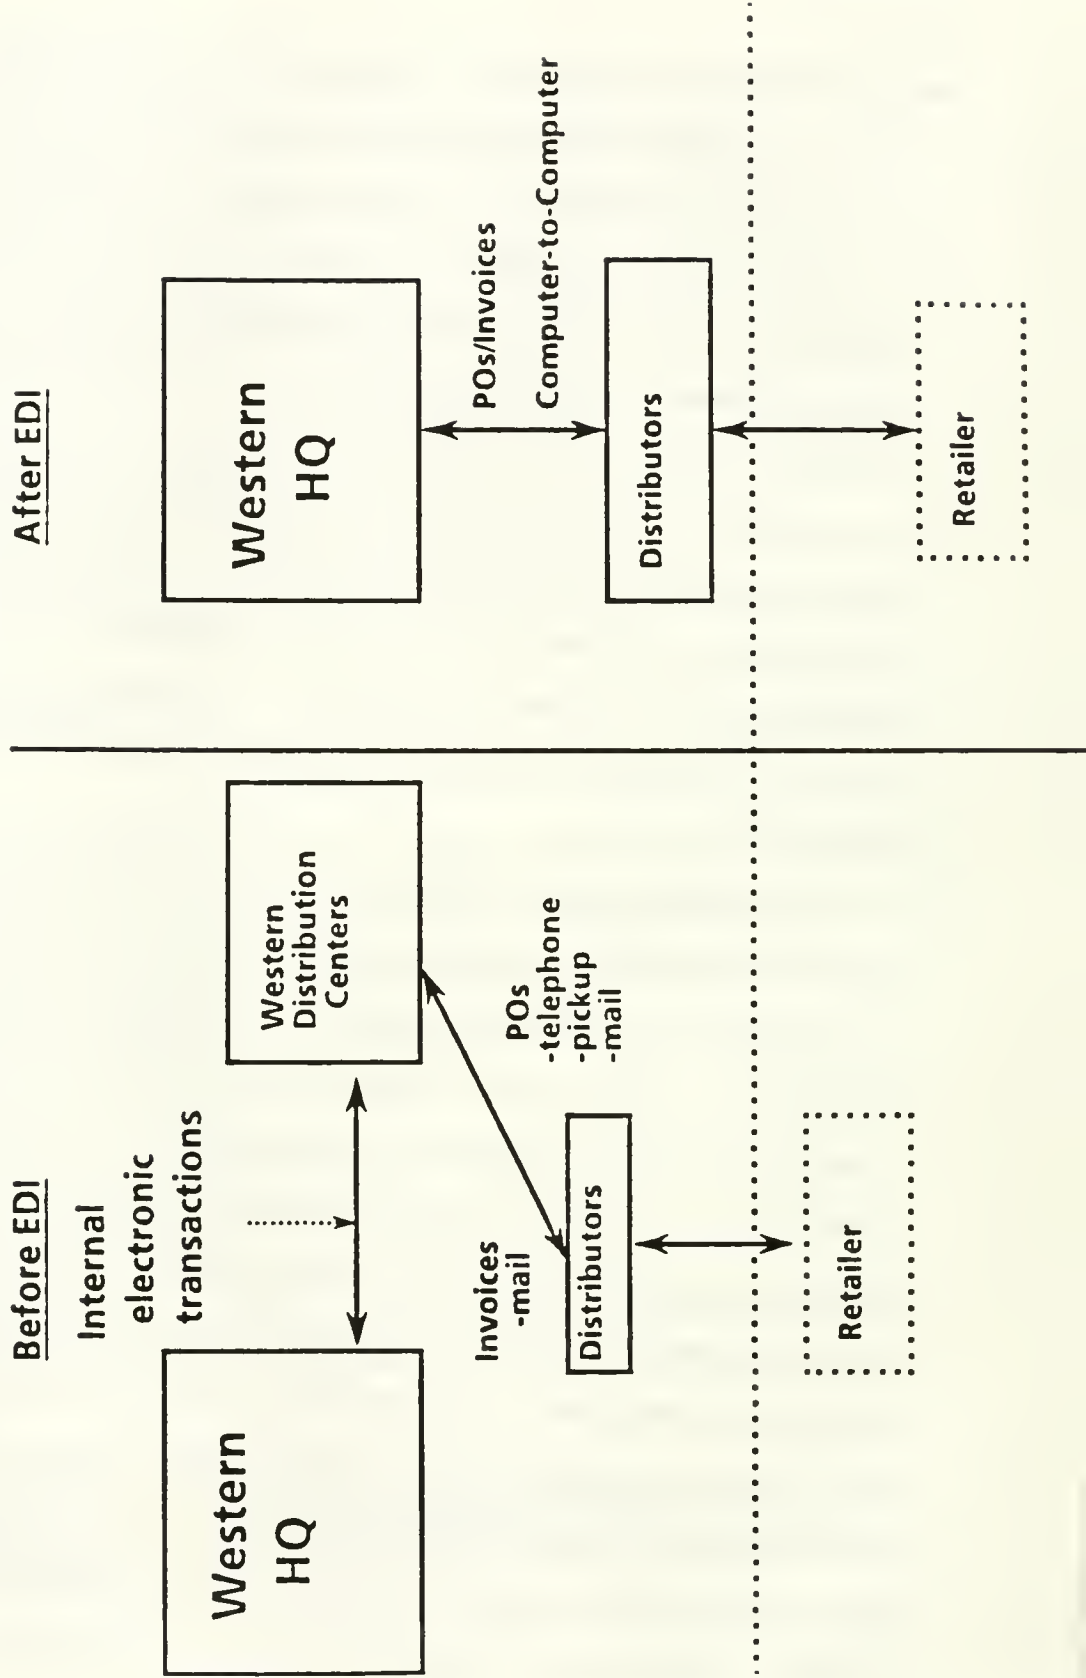 Before EDI
Internal
electronic
transactions
Western
HQ
Western
Distribution
Centers
Invoices
-mail
POs
-telephone
-pickup
-mail
Distributors
Retailer
After EDI
Western
HQ
POs/Invoices
Computer-to-Computer
Distributors
Retailer